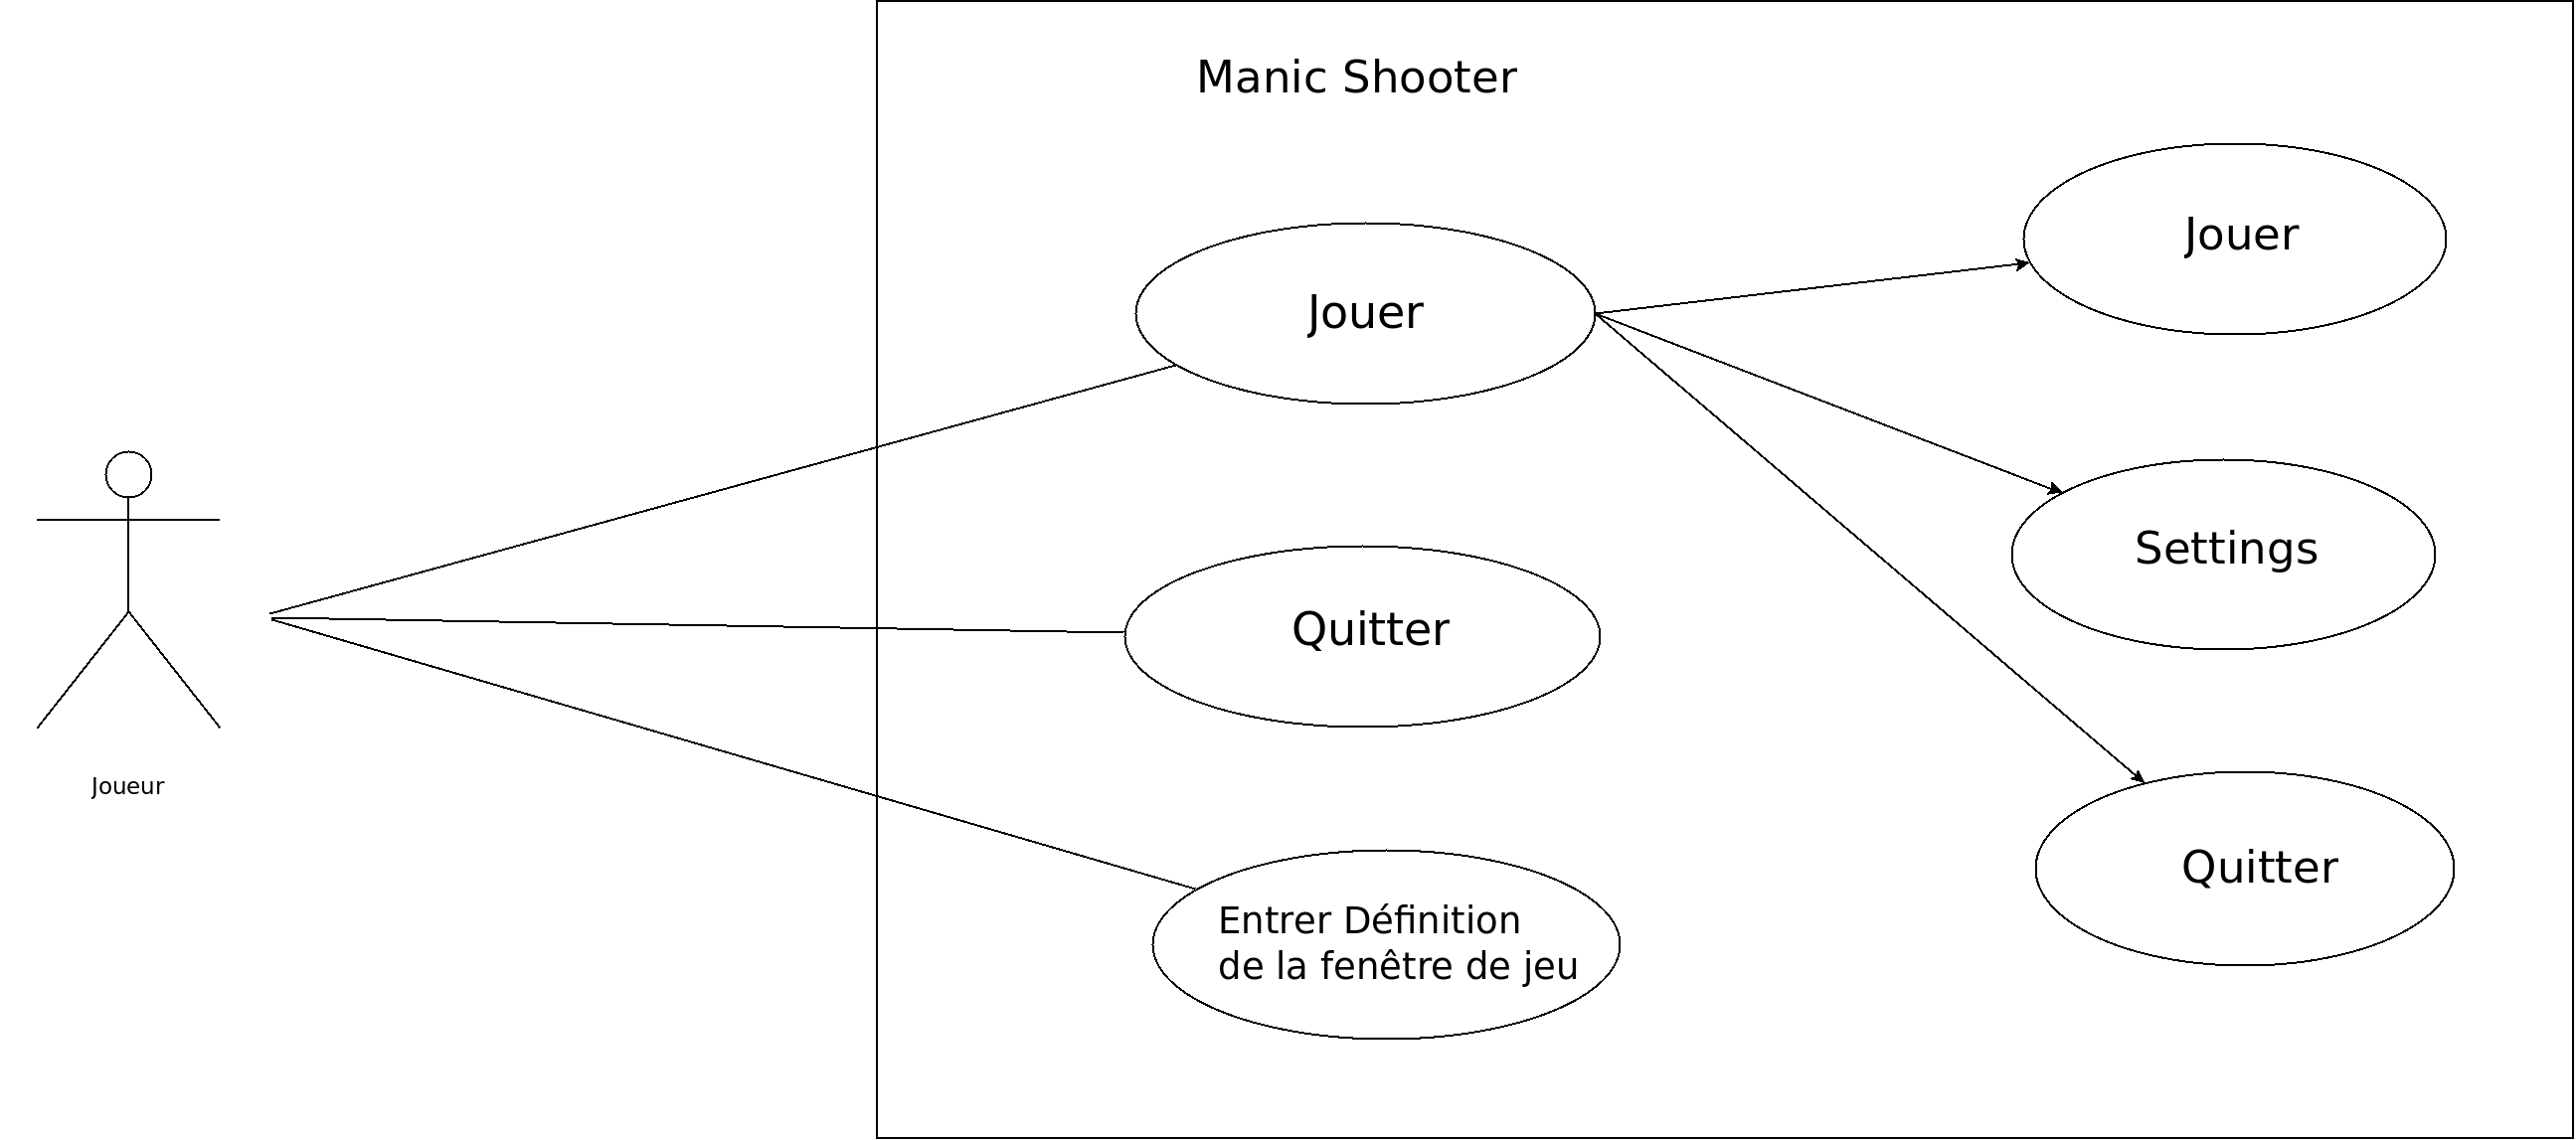 Manic Shooter
Jouer
Jouer
Settings
Quitter
Joueur
Quitter
Entrer Définition
de la fenêtre de jeu